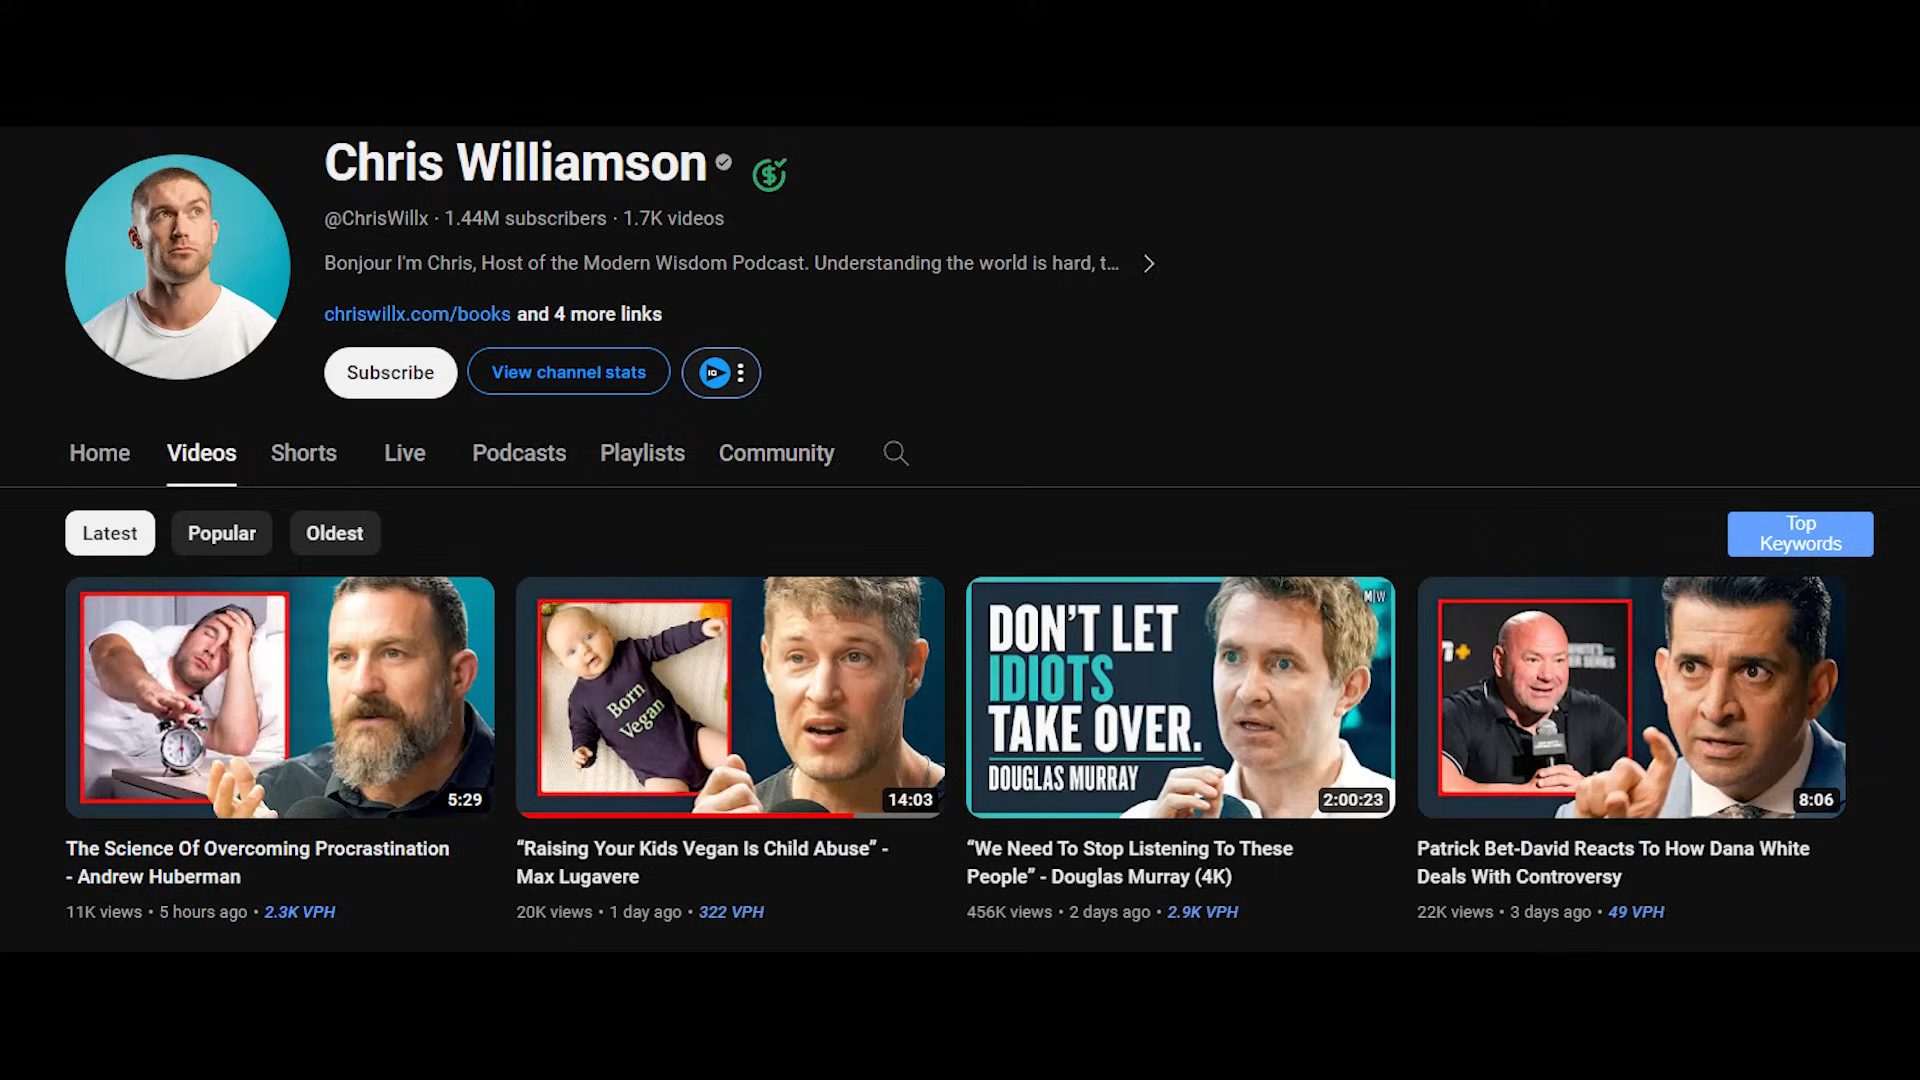 Chris Williamson
@ChrisWillx · 1.44M subscribers · 1.7K videos
Bonjour I'm Chris, Host of the Modern Wisdom Podcast. Understanding the world is hard, t...
chriswillx.com/books and 4 more links
Subscribe
View channel stats
IQ
Home Videos Shorts Live Podcasts Playlists Community
Latest Popular Oldest
Top
Keywords
5:29
Born
Vegan
14:03
M|W
DON'T LET
IDIOTS
TAKE OVER.
DOUGLAS MURRAY
2:00:23
8:06
The Science Of Overcoming Procrastination
- Andrew Huberman
11K views • 5 hours ago • 2.3K VPH
“Raising Your Kids Vegan Is Child Abuse” -
Max Lugavere
20K views • 1 day ago • 322 VPH
“We Need To Stop Listening To These
People” - Douglas Murray (4K)
456K views • 2 days ago • 2.9K VPH
Patrick Bet-David Reacts To How Dana White
Deals With Controversy
22K views • 3 days ago • 49 VPH